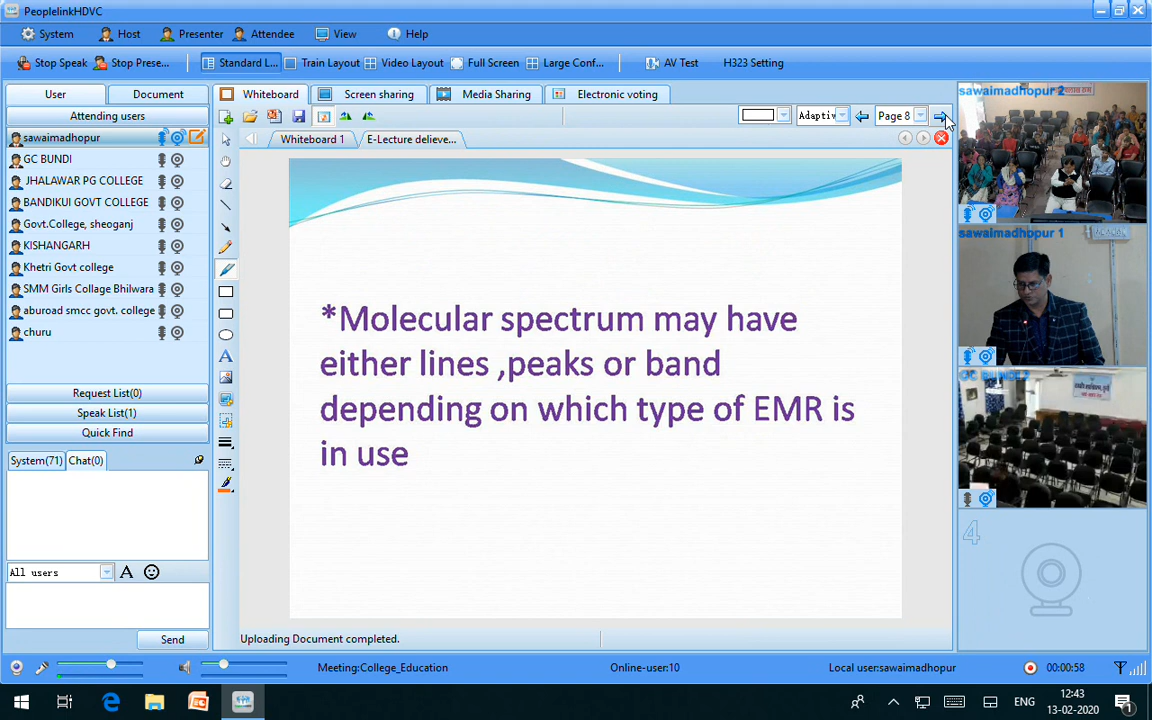 PeoplelinkHDVC
System Host Presenter Attendee View Help
Stop Speak Stop Prese... Standard L... Train Layout Video Layout Full Screen Large Conf... AV Test H323 Setting
User Document
Attending users
sawaimadhopur
GC BUNDI
JHALAWAR PG COLLEGE
BANDIKUI GOVT COLLEGE
Govt.College, sheoganj
KISHANGARH
Khetri Govt college
SMM Girls Collage Bhilwara
aburoad smcc govt. college
churu
Request List(0)
Speak List(1)
Quick Find
System(71) Chat(0)
All users A
Send
Whiteboard Screen sharing Media Sharing Electronic voting
Adaptiv Page 8
Whiteboard 1 E-Lecture delieve...
A
*Molecular spectrum may have
either lines ,peaks or band
depending on which type of EMR is
in use
Uploading Document completed.
sawaimadhopur 2
sawaimadhopur 1
4
Meeting:College_Education Online-user:10 Local user:sawaimadhopur 00:00:58
ENG 12:43
13-02-2020 1